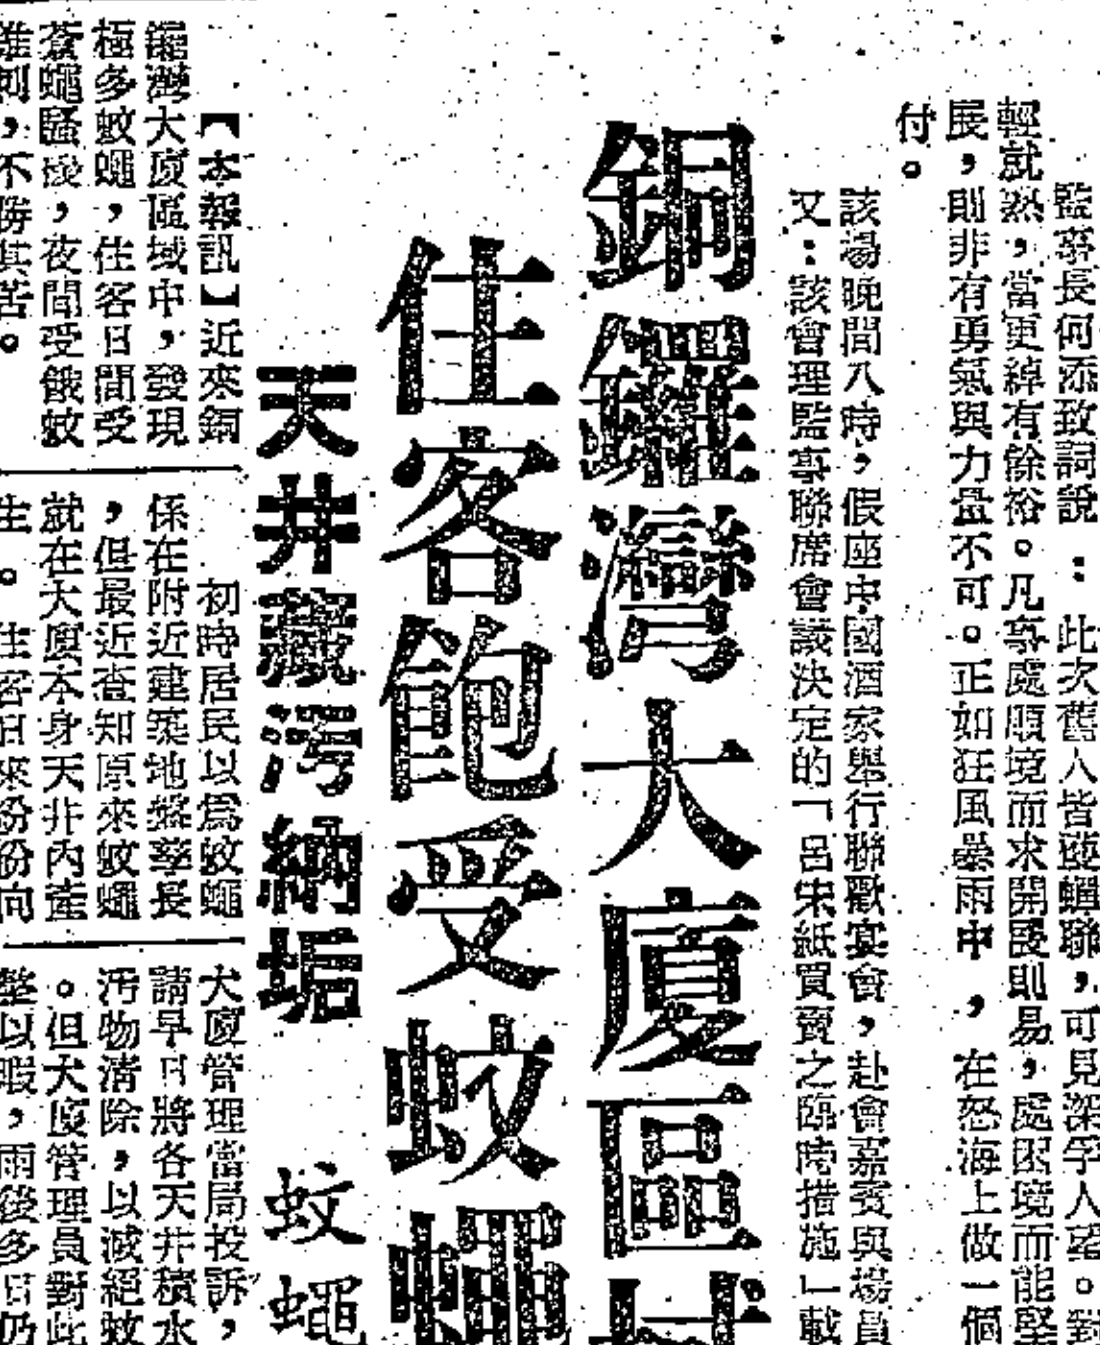 監事長何添致詞說：此次舊人皆蟬聯，可見深孚人望。對
輕就熟，當更綽有餘裕。凡事處順境而求開設則易，處困境而能堅
展，則非有勇氣與力量不可。正如狂風暴雨中，在怒海上做一個
付。
該場晚間八時，假座中國酒家舉行聯歡宴會，赴會嘉賓與場員
又：該會理監事聯席會議決定的「呂宋紙買賣之臨時措施」載
銅鑼灣大廈區域
住客飽受蚊蠅
天井藏污納垢 蚊蠅
【本報訊】近來銅
鑼灣大廈區域中，發現
極多蚊蠅，住客日間受
蒼蠅騷擾，夜間受餓蚊
錐刺，不勝其苦。
初時居民以為蚊蠅
係在附近建築地盤孳長
，但最近查知原來蚊蠅
就在大廈本身天井內產
生。住客日來紛紛向
大廈管理當局投訴，
請早日將各天井積水
污物清除，以滅絕蚊
。但大廈管理員對此
整以暇，雨後多日仍